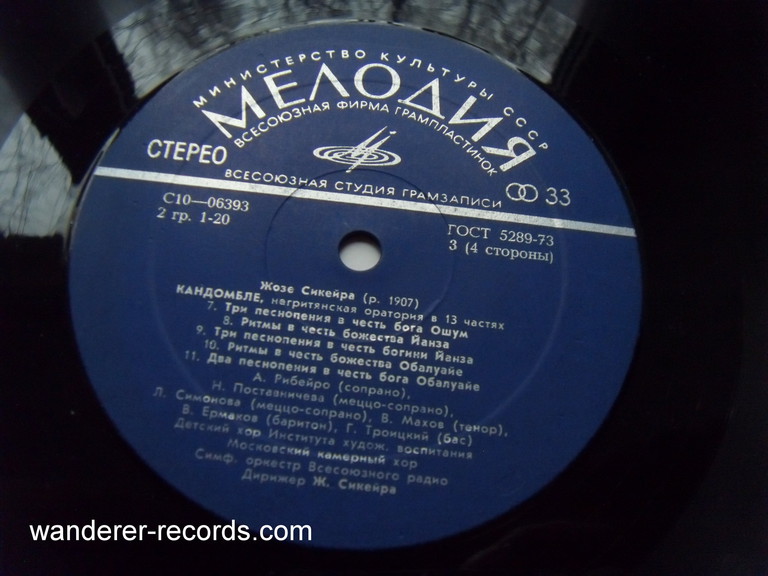 МИНИСТЕРСТВО КУЛЬТУРЫ СССР
МЕЛОДИЯ
ВСЕСОЮЗНАЯ ФИРМА ГРАМПЛАСТИНОК
СТЕРЕО
33
ВСЕСОЮЗНАЯ СТУДИЯ ГРАМЗАПИСИ
С10—06393
2 гр. 1-20
ГОСТ 5289-73
3 (4 стороны)
Жозе Сикейра (р. 1907)
КАНДОМБЛЕ, негритянская оратория в 13 частях
7. Три песнопения в честь бога Ошум
8. Ритмы в честь божества Йанза
9. Три песнопения в честь богини Йанза
10. Ритмы в честь божества Обалуайе
11. Два песнопения в честь бога Обалуайе
А. Рибейро (сопрано),
Н. Поставничева (меццо-сопрано),
Л. Симонова (меццо-сопрано), В. Махов (тенор),
В. Ермаков (баритон), Г. Троицкий (бас)
Детский хор Института худож. воспитания
Московский камерный хор
Симф. оркестр Всесоюзного радио
Дирижер Ж. Сикейра
wanderer-records.com